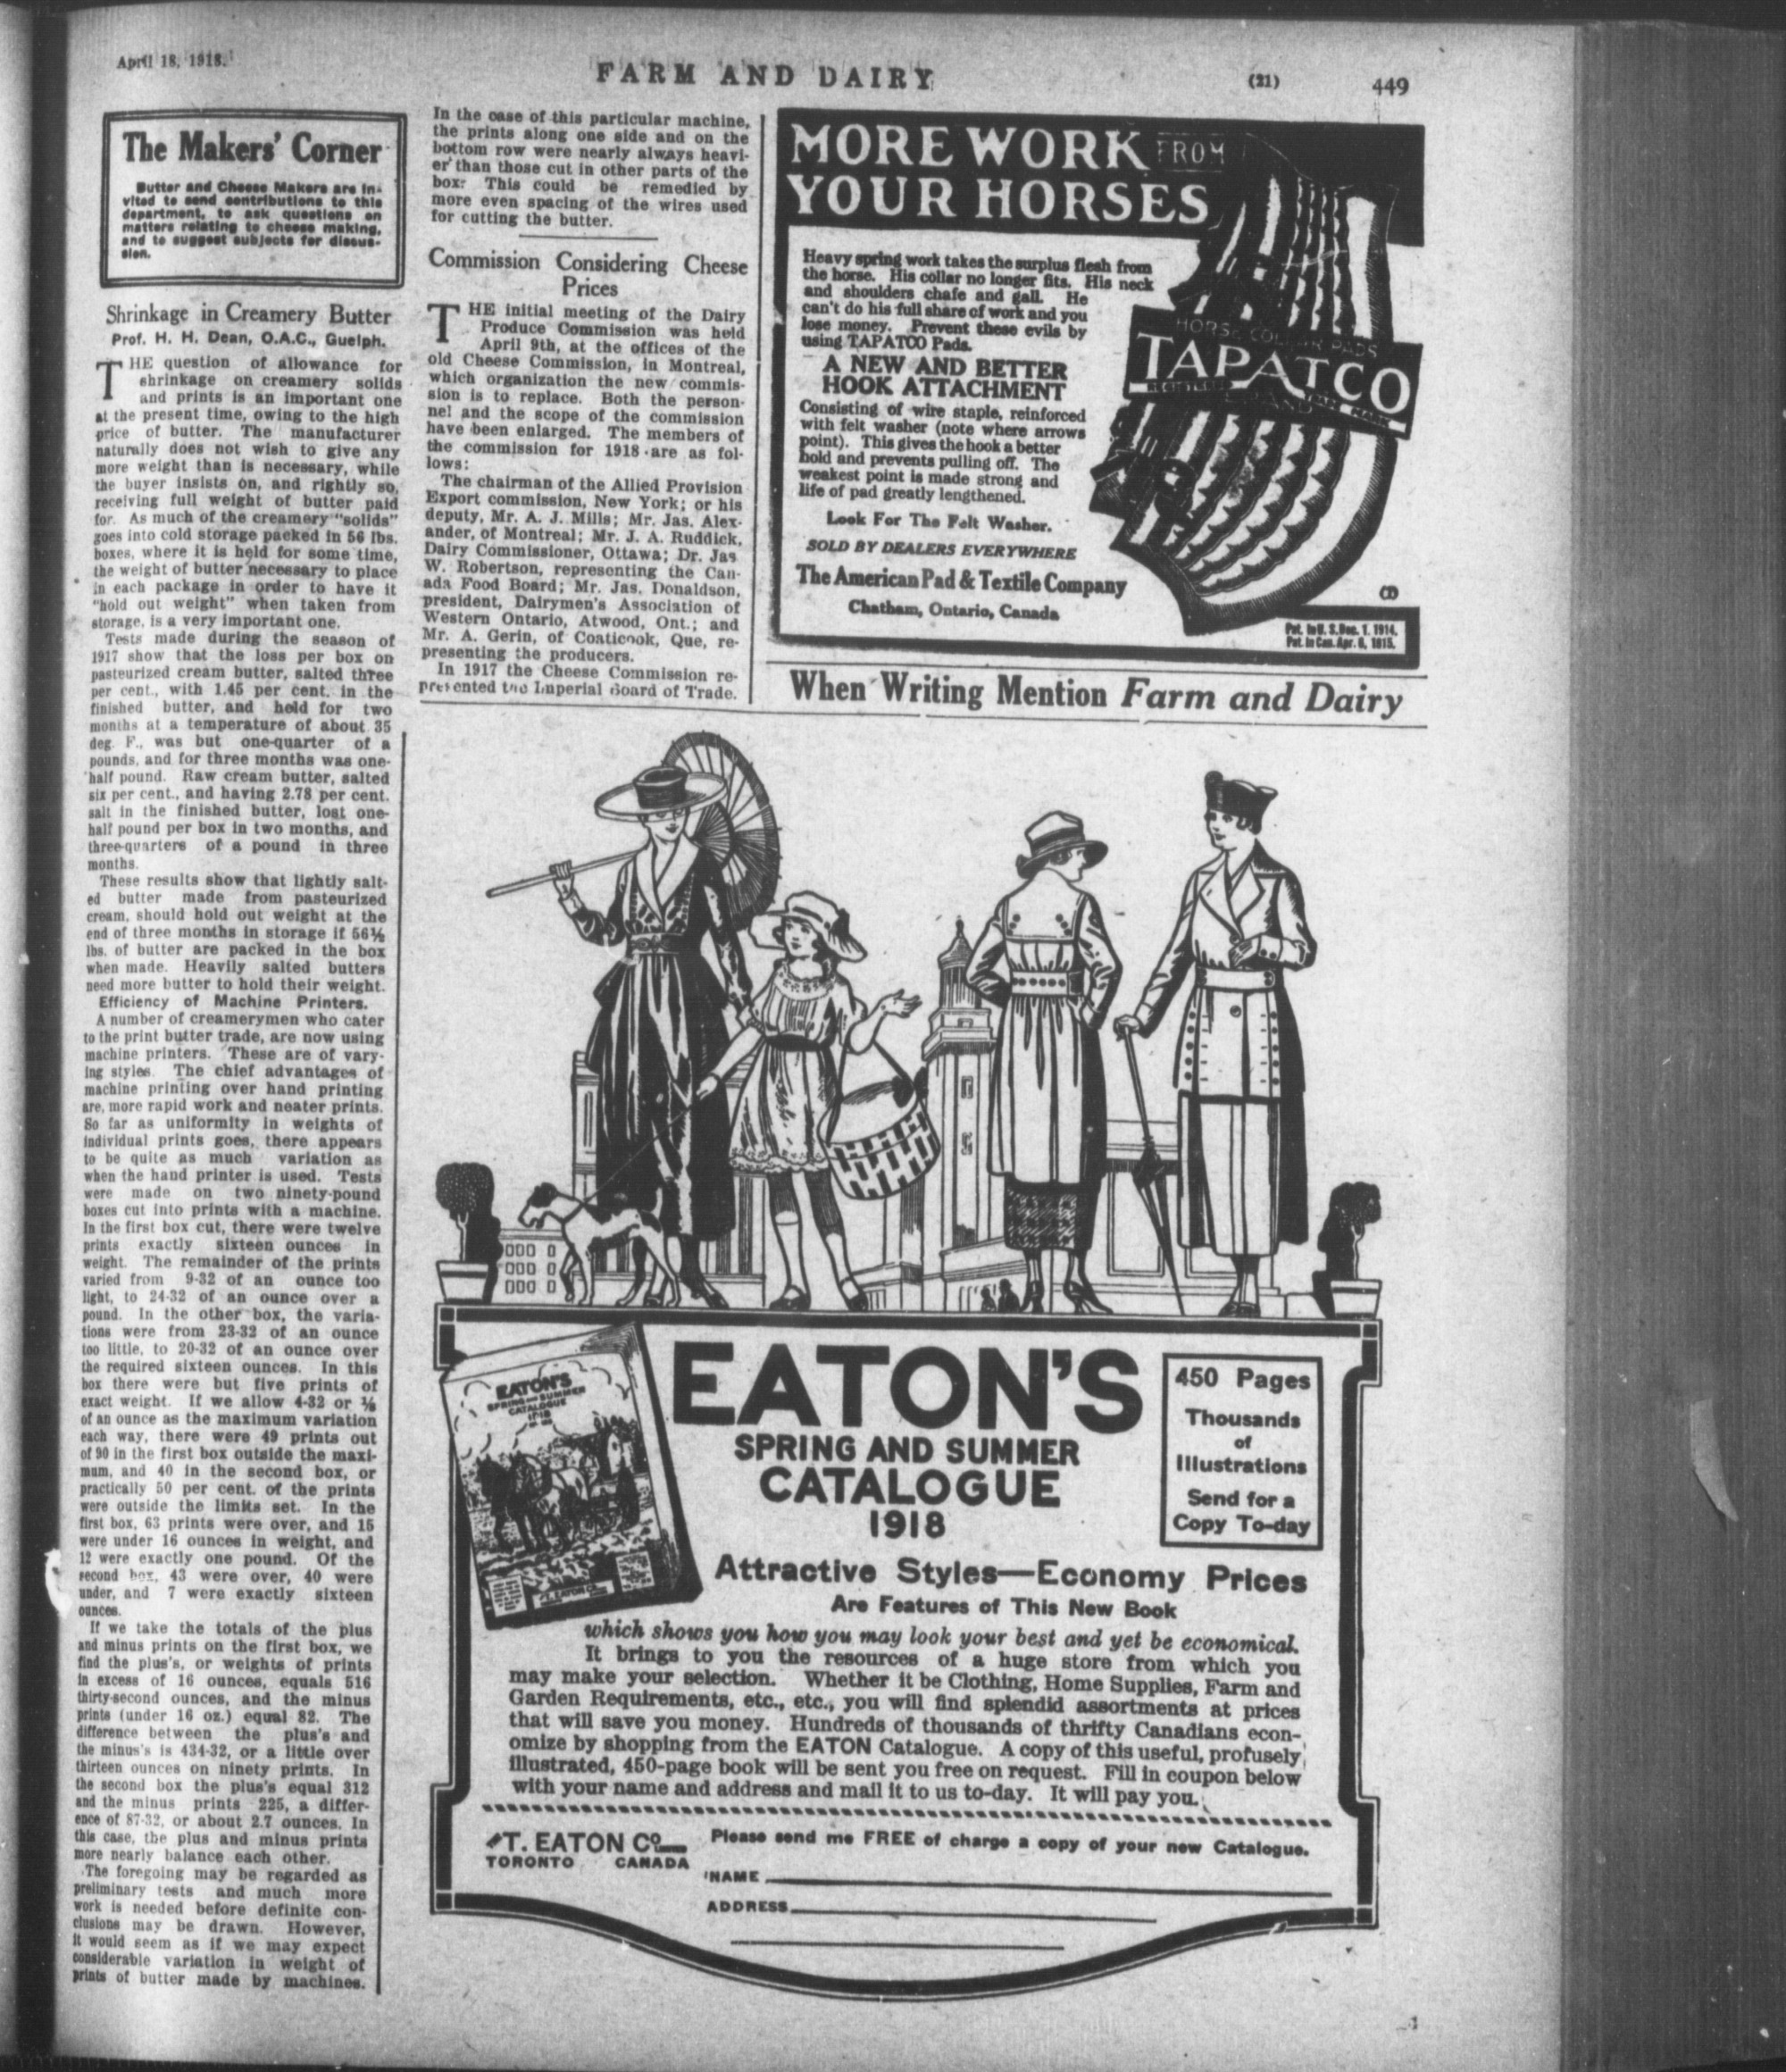 April 18, 1918.
FARM AND DAIRY
(21)
449
The Makers' Corner
Butter and Cheese Makers are in-
vited to send contributions to this
department, to ask questions on
matters relating to cheese making,
and to suggest subjects for discus-
sion.
Shrinkage in Creamery Butter
Prof. H. H. Dean, O.A.C., Guelph.
THE question of allowance for
shrinkage on creamery solids
and prints is an important one
at the present time, owing to the high
price of butter. The manufacturer
naturally does not wish to give any
more weight than is necessary, while
the buyer insists on, and rightly so,
receiving full weight of butter paid
for. As much of the creamery "solids"
goes into cold storage packed in 56 lbs.
boxes, where it is held for some time,
the weight of butter necessary to place
in each package in order to have it
"hold out weight" when taken from
storage, is a very important one.
Tests made during the season of
1917 show that the loss per box on
pasteurized cream butter, salted three
per cent., with 1.45 per cent. in the
finished butter, and held for two
months at a temperature of about 35
deg. F., was but one-quarter of a
pounds, and for three months was one-
half pound. Raw cream butter, salted
six per cent., and having 2.78 per cent.
salt in the finished butter, lost one-
half pound per box in two months, and
three-quarters of a pound in three
months.
These results show that lightly salt-
ed butter made from pasteurized
cream, should hold out weight at the
end of three months in storage if 56½
lbs. of butter are packed in the box
when made. Heavily salted butters
need more butter to hold their weight.
Efficiency of Machine Printers.
A number of creamerymen who cater
to the print butter trade, are now using
machine printers. These are of vary-
ing styles. The chief advantages of
machine printing over hand printing
are, more rapid work and neater prints.
So far as uniformity in weights of
individual prints goes, there appears
to be quite as much variation as
when the hand printer is used. Tests
were made on two ninety-pound
boxes cut into prints with a machine.
In the first box cut, there were twelve
prints exactly sixteen ounces in
weight. The remainder of the prints
varied from 9-32 of an ounce too
light, to 24-32 of an ounce over a
pound. In the other box, the varia-
tions were from 23-32 of an ounce
too little, to 20-32 of an ounce over
the required sixteen ounces. In this
box there were but five prints of
exact weight. If we allow 4-32 or ⅛
of an ounce as the maximum variation
each way, there were 49 prints out
of 90 in the first box outside the maxi-
mum, and 40 in the second box, or
practically 50 per cent. of the prints
were outside the limits set. In the
first box, 63 prints were over, and 15
were under 16 ounces in weight, and
12 were exactly one pound. Of the
second box, 43 were over, 40 were
under, and 7 were exactly sixteen
ounces.
If we take the totals of the plus
and minus prints on the first box, we
find the plus's, or weights of prints
in excess of 16 ounces, equals 516
thirty-second ounces, and the minus
prints (under 16 oz.) equal 82. The
difference between the plus's and
the minus's is 434-32, or a little over
thirteen ounces on ninety prints. In
the second box the plus's equal 312
and the minus prints 225, a differ-
ence of 87-32, or about 2.7 ounces. In
this case, the plus and minus prints
more nearly balance each other.
The foregoing may be regarded as
preliminary tests and much more
work is needed before definite con-
clusions may be drawn. However,
it would seem as if we may expect
considerable variation in weight of
prints of butter made by machines.
In the case of this particular machine,
the prints along one side and on the
bottom row were nearly always heavi-
er than those cut in other parts of the
box: This could be remedied by
more even spacing of the wires used
for cutting the butter.
Commission Considering Cheese
Prices
THE initial meeting of the Dairy
Produce Commission was held
April 9th, at the offices of the
old Cheese Commission, in Montreal,
which organization the new commis-
sion is to replace. Both the person-
nel and the scope of the commission
have been enlarged. The members of
the commission for 1918 are as fol-
lows:
The chairman of the Allied Provision
Export commission, New York; or his
deputy, Mr. A. J. Mills; Mr. Jas. Alex-
ander, of Montreal; Mr. J. A. Ruddick,
Dairy Commissioner, Ottawa; Dr. Jas
W. Robertson, representing the Can-
ada Food Board; Mr. Jas. Donaldson,
president, Dairymen's Association of
Western Ontario, Atwood, Ont.; and
Mr. A. Gerin, of Coaticook, Que, re-
presenting the producers.
In 1917 the Cheese Commission re-
presented the Imperial Board of Trade.
MORE WORK FROM
YOUR HORSES
Heavy spring work takes the surplus flesh from
the horse. His collar no longer fits. His neck
and shoulders chafe and gall. He
can't do his full share of work and you
lose money. Prevent these evils by
using TAPATCO Pads.
A NEW AND BETTER
HOOK ATTACHMENT
Consisting of wire staple, reinforced
with felt washer (note where arrows
point). This gives the hook a better
hold and prevents pulling off. The
weakest point is made strong and
life of pad greatly lengthened.
Look For The Felt Washer.
SOLD BY DEALERS EVERYWHERE
The American Pad & Textile Company
Chatham, Ontario, Canada
HORSE COLLAR PADS
TAPATCO
REGISTERED
BRAND
TRADE MARK
(1)
Pat. In U. S. Dec. 1, 1914.
Pat. In Can. Apr. 6, 1915.
When Writing Mention Farm and Dairy
EATON'S
SPRING AND SUMMER
CATALOGUE
1918
T. EATON CO
EATON'S
SPRING AND SUMMER
CATALOGUE
1918
450 Pages
Thousands
of
Illustrations
Send for a
Copy To-day
Attractive Styles—Economy Prices
Are Features of This New Book
which shows you how you may look your best and yet be economical.
It brings to you the resources of a huge store from which you
may make your selection. Whether it be Clothing, Home Supplies, Farm and
Garden Requirements, etc., etc., you will find splendid assortments at prices
that will save you money. Hundreds of thousands of thrifty Canadians econ-
omize by shopping from the EATON Catalogue. A copy of this useful, profusely
illustrated, 450-page book will be sent you free on request. Fill in coupon below
with your name and address and mail it to us to-day. It will pay you.
T. EATON CO
TORONTO CANADA
Please send me FREE of charge a copy of your new Catalogue.
NAME
ADDRESS